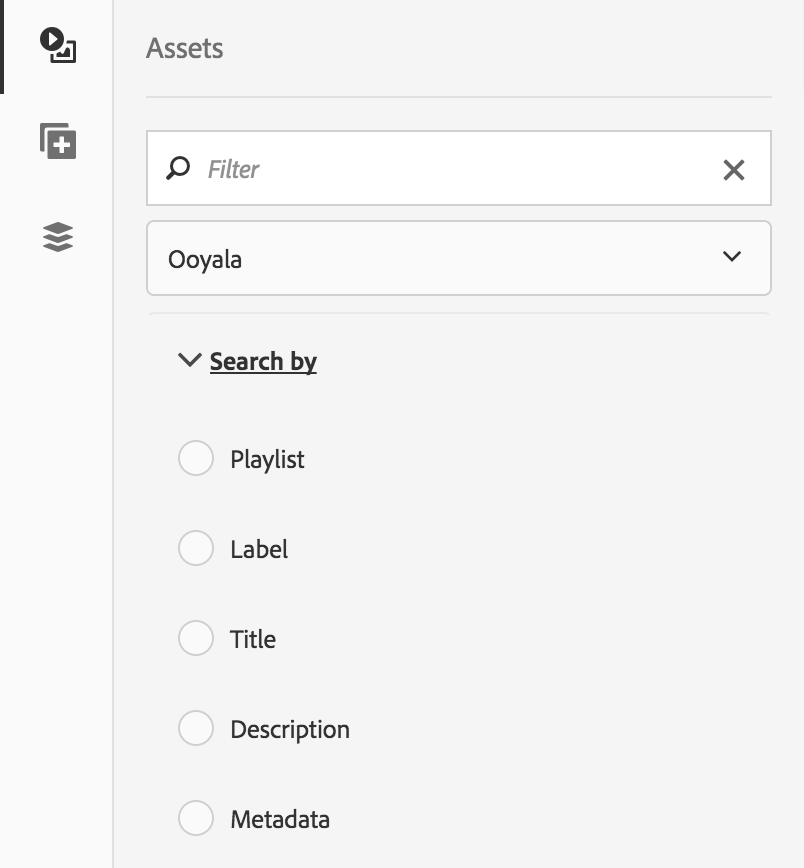 Assets
Filter
Ooyala
Search by
Playlist
Label
Title
Description
Metadata